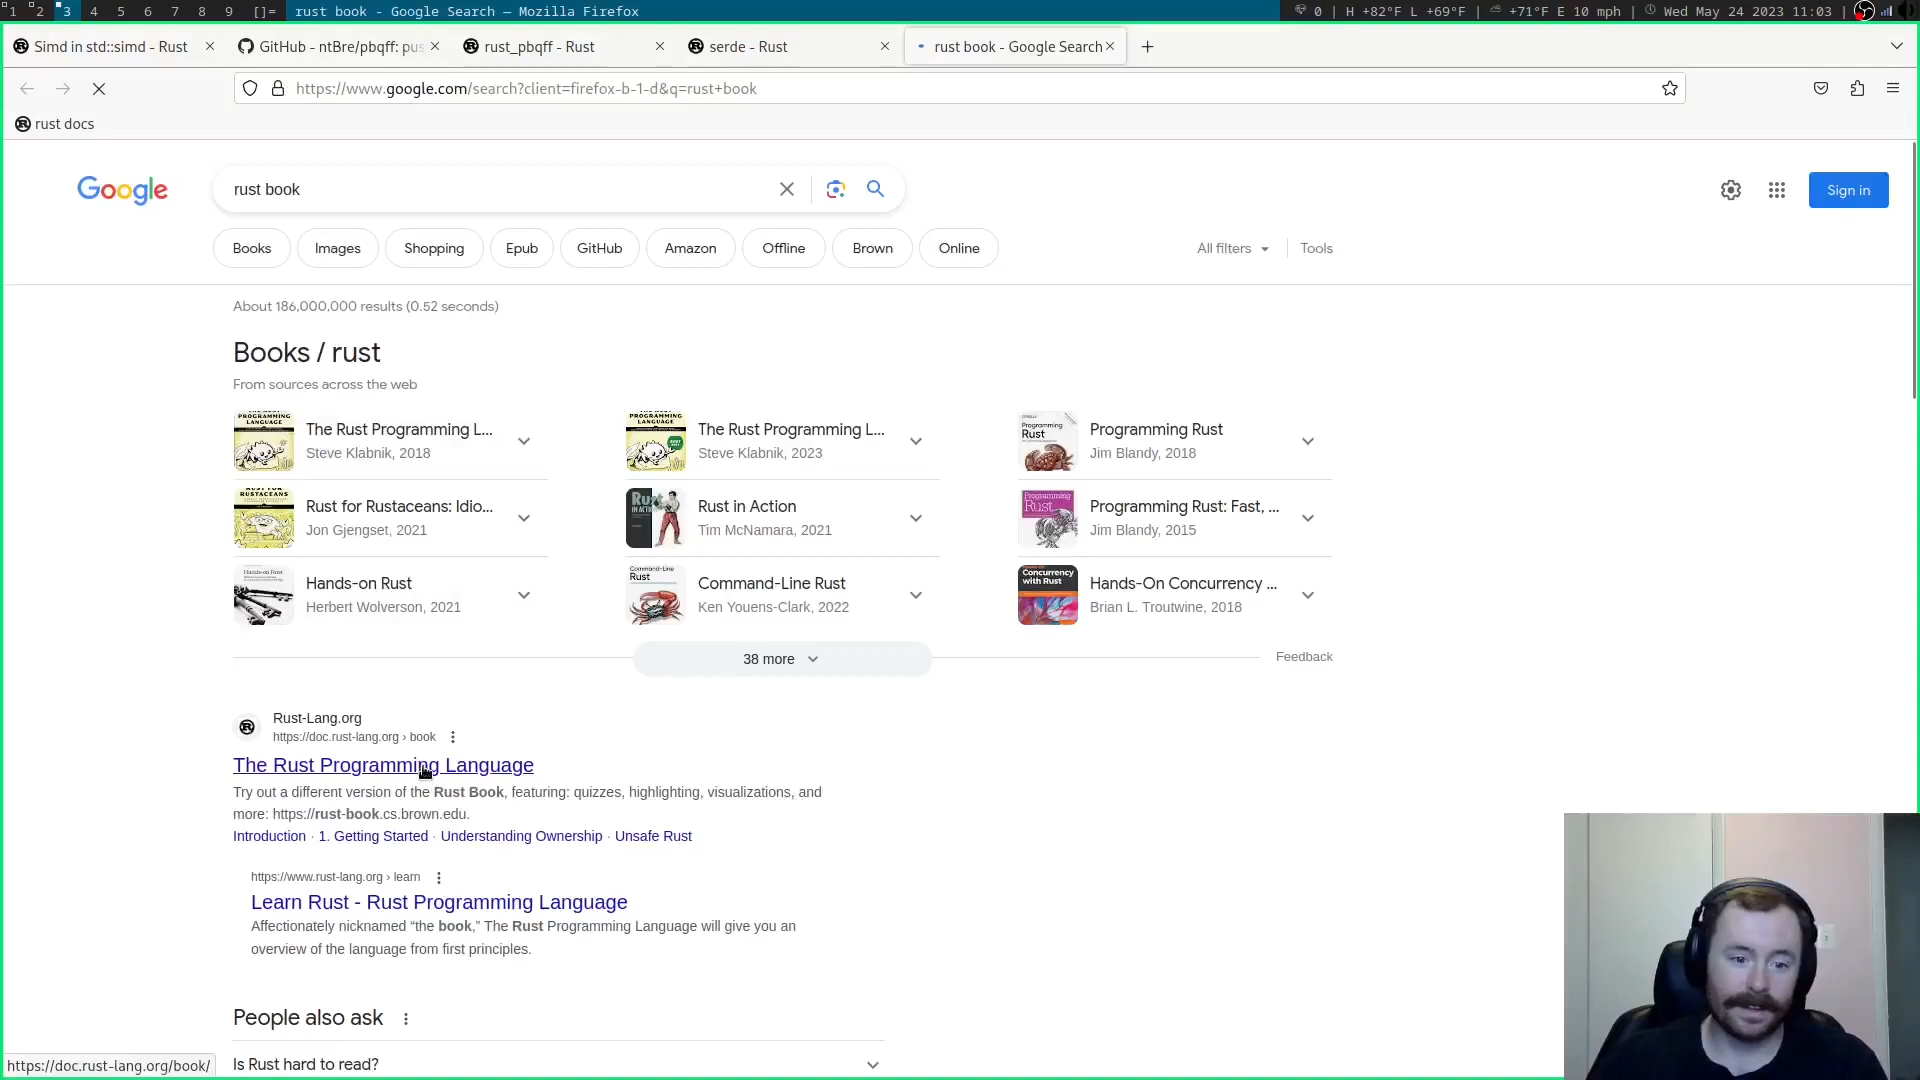 1 2 3 4 5 6 7 8 9 []= rust book - Google Search — Mozilla Firefox 0 | H +82°F L +69°F | +71°F E 10 mph | Wed May 24 2023 11:03 |
Simd in std::simd - Rust GitHub - ntBre/pbqff: pus rust_pbqff - Rust serde - Rust rust book - Google Search
https://www.google.com/search?client=firefox-b-1-d&q=rust+book
rust docs
Google rust book Sign in
Books Images Shopping Epub GitHub Amazon Offline Brown Online All filters Tools
About 186,000,000 results (0.52 seconds)
Books / rust
From sources across the web
The Rust Programming L...
Steve Klabnik, 2018
The Rust Programming L...
Steve Klabnik, 2023
Programming Rust
Jim Blandy, 2018
Rust for Rustaceans: Idio...
Jon Gjengset, 2021
Rust in Action
Tim McNamara, 2021
Programming Rust: Fast, ...
Jim Blandy, 2015
Hands-on Rust
Herbert Wolverson, 2021
Command-Line Rust
Ken Youens-Clark, 2022
Hands-On Concurrency ...
Brian L. Troutwine, 2018
38 more
Feedback
Rust-Lang.org
https://doc.rust-lang.org › book
The Rust Programming Language
Try out a different version of the Rust Book, featuring: quizzes, highlighting, visualizations, and
more: https://rust-book.cs.brown.edu.
Introduction · 1. Getting Started · Understanding Ownership · Unsafe Rust
https://www.rust-lang.org › learn
Learn Rust - Rust Programming Language
Affectionately nicknamed “the book,” The Rust Programming Language will give you an
overview of the language from first principles.
People also ask
Is Rust hard to read?
https://doc.rust-lang.org/book/